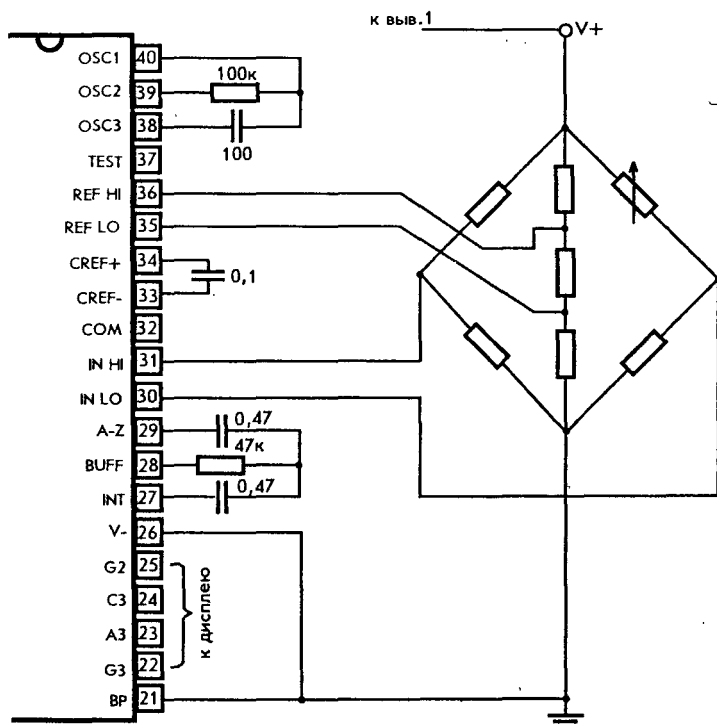 к выв.1
V+
OSC1 40
100к
OSC2 39
OSC3 38
100
TEST 37
REF HI 36
REF LO 35
CREF+ 34
0,1
CREF- 33
COM 32
IN HI 31
IN LO 30
A-Z 29
0,47
47к
BUFF 28
0,47
INT 27
V- 26
G2 25
C3 24
A3 23
G3 22
к дисплею
BP 21